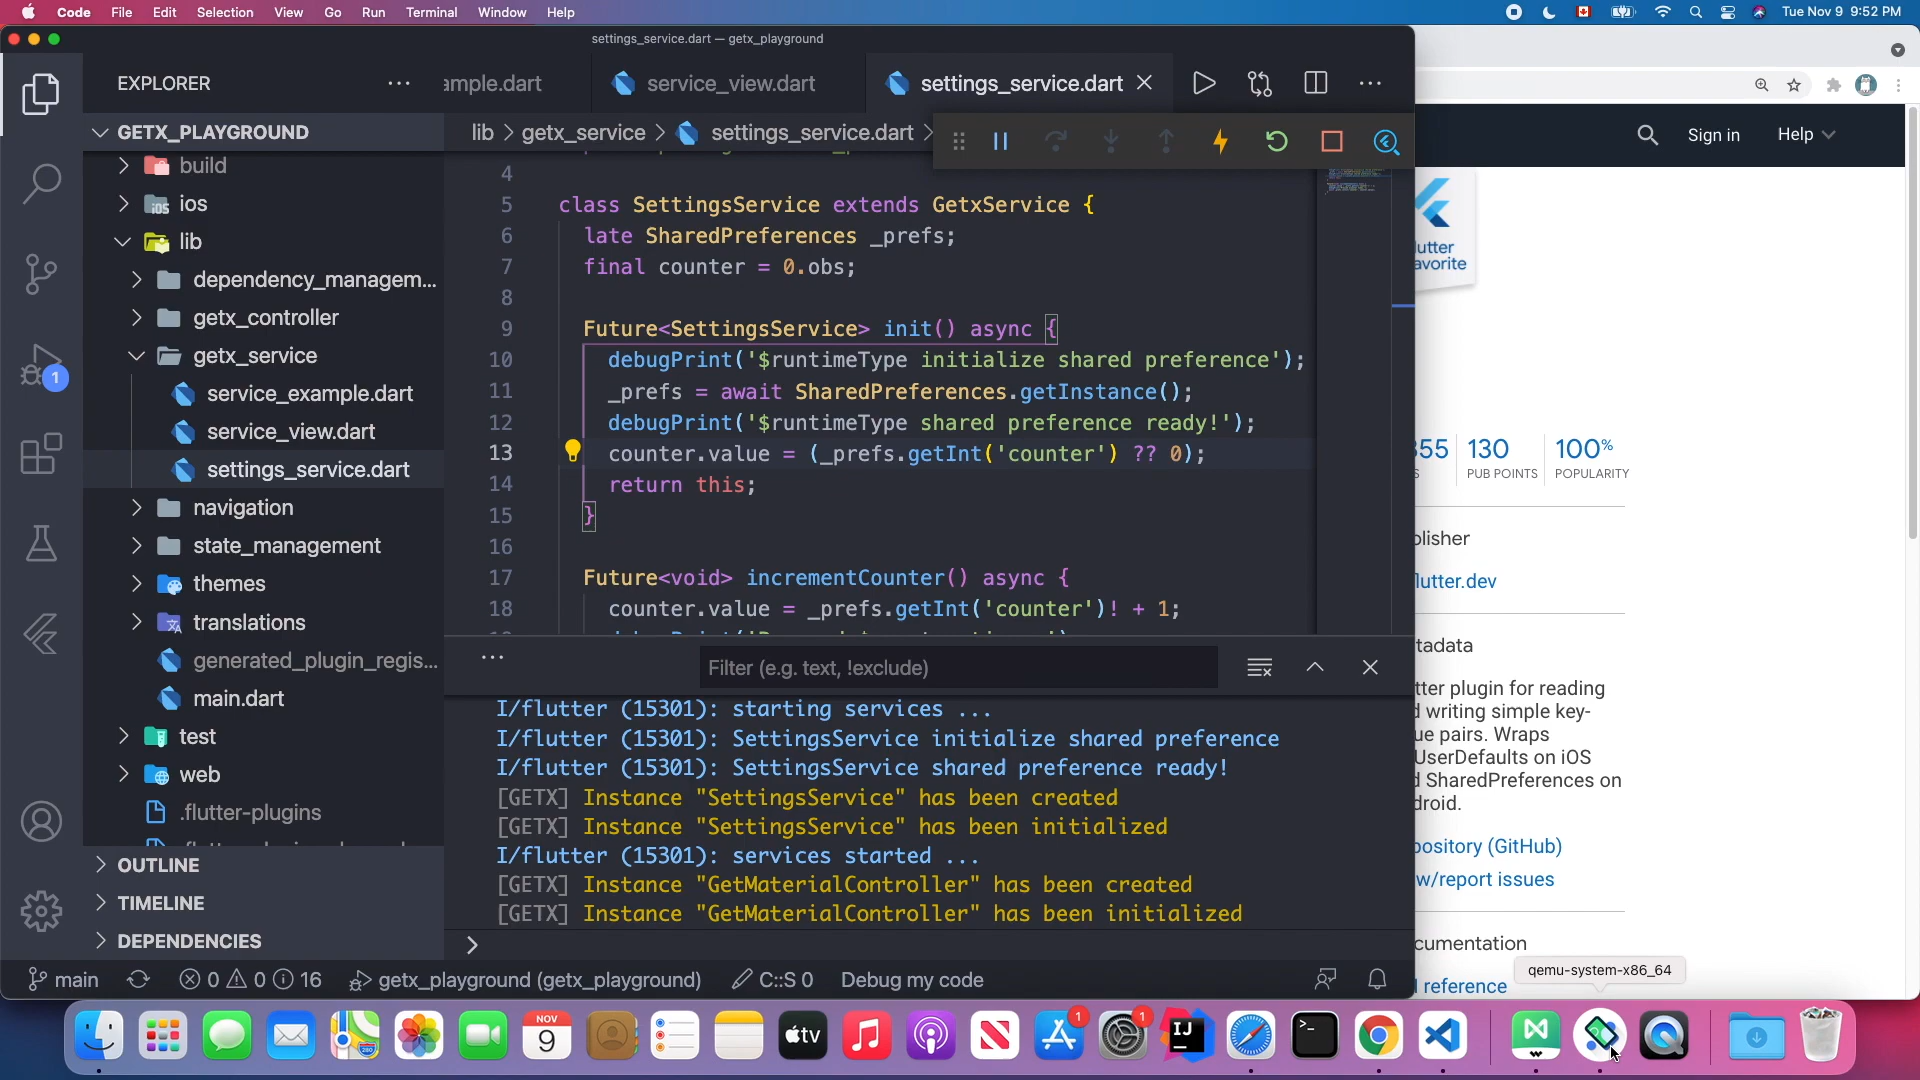 Code File Edit Selection View Go Run Terminal Window Help
Tue Nov 9 9:52 PM
settings_service.dart — getx_playground
EXPLORER
ample.dart
service_view.dart
settings_service.dart
GETX_PLAYGROUND
lib > getx_service > settings_service.dart >
build
ios
lib
dependency_managem...
getx_controller
getx_service
service_example.dart
service_view.dart
settings_service.dart
navigation
state_management
themes
translations
generated_plugin_regis...
main.dart
test
web
.flutter-plugins
OUTLINE
TIMELINE
DEPENDENCIES
1
4
5 class SettingsService extends GetxService {
6 late SharedPreferences _prefs;
7 final counter = 0.obs;
8
9 Future<SettingsService> init() async {
10 debugPrint('$runtimeType initialize shared preference');
11 _prefs = await SharedPreferences.getInstance();
12 debugPrint('$runtimeType shared preference ready!');
13 counter.value = (_prefs.getInt('counter') ?? 0);
14 return this;
15 }
16
17 Future<void> incrementCounter() async {
18 counter.value = _prefs.getInt('counter')! + 1;
Filter (e.g. text, !exclude)
I/flutter (15301): starting services ...
I/flutter (15301): SettingsService initialize shared preference
I/flutter (15301): SettingsService shared preference ready!
[GETX] Instance "SettingsService" has been created
[GETX] Instance "SettingsService" has been initialized
I/flutter (15301): services started ...
[GETX] Instance "GetMaterialController" has been created
[GETX] Instance "GetMaterialController" has been initialized
>
main 0 0 16 getx_playground (getx_playground) C::S 0 Debug my code
Sign in Help
utter
avorite
355 130 100%
S PUB POINTS POPULARITY
blisher
lutter.dev
tadata
tter plugin for reading
d writing simple key-
ue pairs. Wraps
UserDefaults on iOS
d SharedPreferences on
droid.
pository (GitHub)
w/report issues
cumentation
I reference
qemu-system-x86_64
NOV
9
tv
1
1
IJ
>_